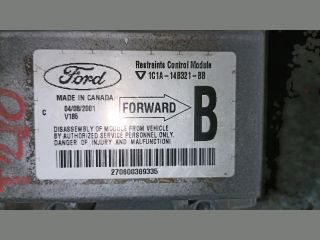 Ford
Restraints Control Module
1C1A-14B321-BB
MADE IN CANADA
C 04/08/2001
V185
FORWARD
B
DISASSEMBLY OF MODULE FROM VEHICLE
BY AUTHORIZED SERVICE PERSONNEL ONLY.
DANGER OF INJURY AND MALFUNCTION!
270600389335